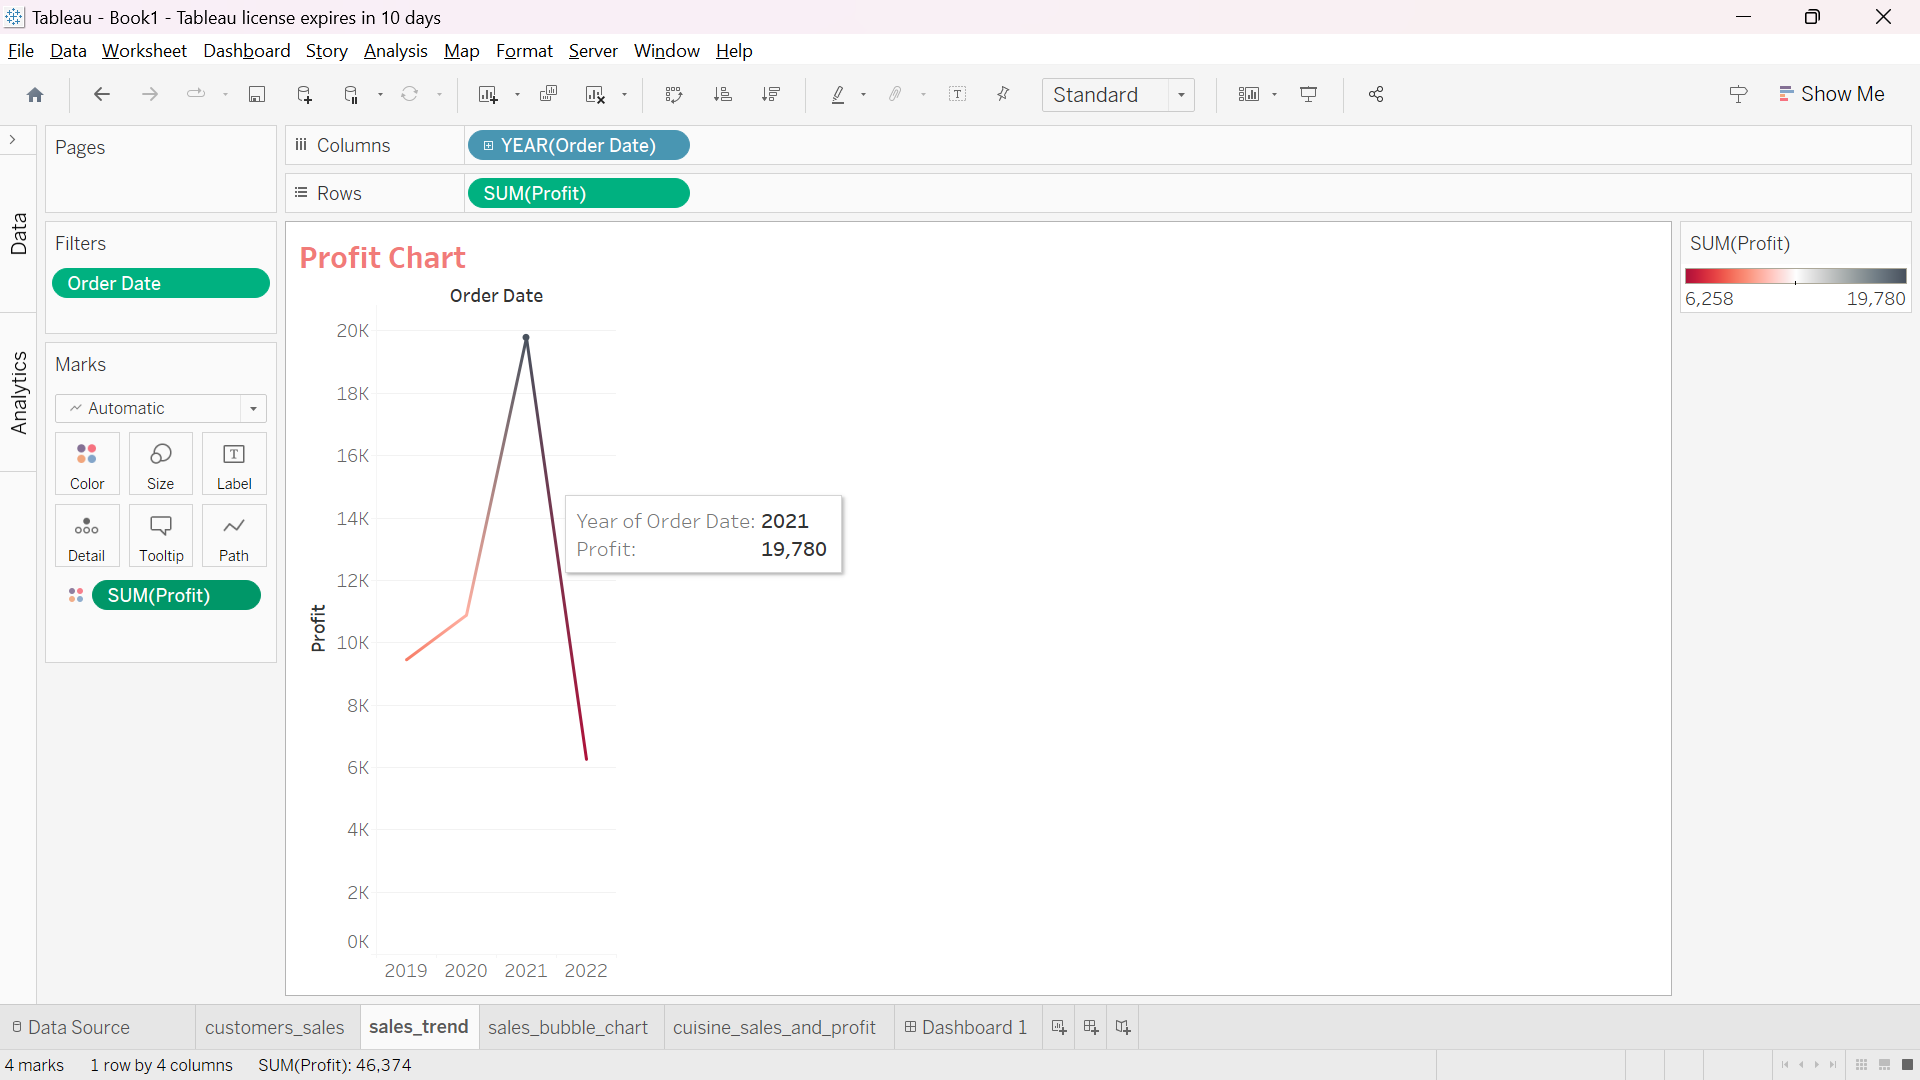 Tableau - Book1 - Tableau license expires in 10 days
File Data Worksheet Dashboard Story Analysis Map Format Server Window Help
Standard
Show Me
Data
Analytics
Pages
Filters
Order Date
Marks
Automatic
Color Size Label
Detail Tooltip Path
SUM(Profit)
Columns YEAR(Order Date)
Rows SUM(Profit)
Profit Chart
Order Date
20K
18K
16K
14K
12K
10K
8K
6K
4K
2K
0K
Profit
2019 2020 2021 2022
Year of Order Date: 2021
Profit: 19,780
SUM(Profit)
6,258 19,780
Data Source customers_sales sales_trend sales_bubble_chart cuisine_sales_and_profit Dashboard 1
4 marks 1 row by 4 columns SUM(Profit): 46,374